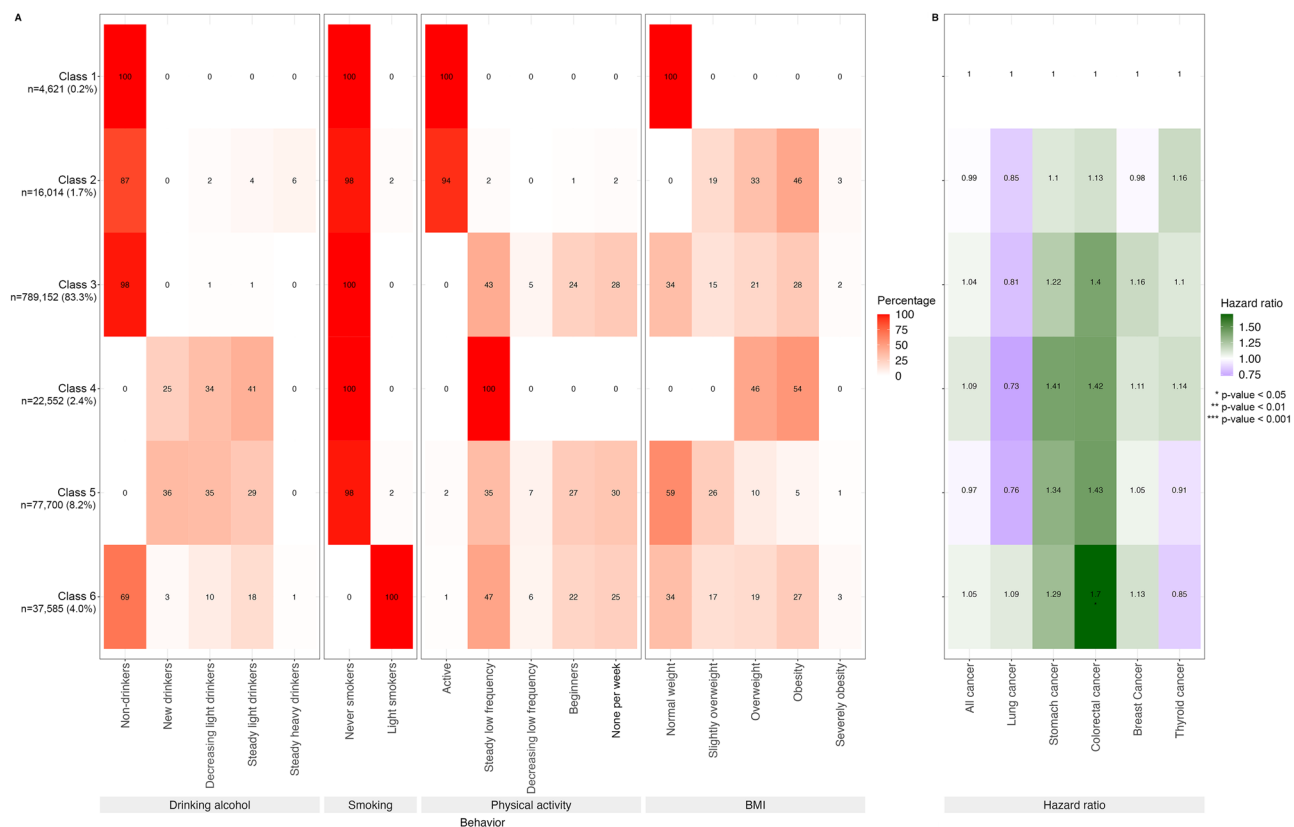 A
B
Class 1
n=4,621 (0.2%)
100 0 0 0 0 100 0 100 0 0 0 0 100 0 0 0 0
1 1 1 1 1 1
Class 2
n=16,014 (1.7%)
87 0 2 4 6 98 2 94 2 0 1 2 0 19 33 46 3
0.99 0.85 1.1 1.13 0.98 1.16
Class 3
n=789,152 (83.3%)
98 0 1 1 0 100 0 0 43 5 24 28 34 15 21 28 2
1.04 0.81 1.22 1.4 1.16 1.1
Class 4
n=22,552 (2.4%)
0 25 34 41 0 100 0 0 100 0 0 0 0 0 46 54 0
1.09 0.73 1.41 1.42 1.11 1.14
Class 5
n=77,700 (8.2%)
0 36 35 29 0 98 2 2 35 7 27 30 59 26 10 5 1
0.97 0.76 1.34 1.43 1.05 0.91
Class 6
n=37,585 (4.0%)
69 3 10 18 1 0 100 1 47 6 22 25 34 17 19 27 3
1.05 1.09 1.29 1.7 1.13 0.85
*
Percentage
100
75
50
25
0
Hazard ratio
1.50
1.25
1.00
0.75
* p-value < 0.05
** p-value < 0.01
*** p-value < 0.001
Non-drinkers
New drinkers
Decreasing light drinkers
Steady light drinkers
Steady heavy drinkers
Never smokers
Light smokers
Active
Steady low frequency
Decreasing low frequency
Beginners
None per week
Normal weight
Slightly overweight
Overweight
Obesity
Severely obesity
All cancer
Lung cancer
Stomach cancer
Colorectal cancer
Breast Cancer
Thyroid cancer
Drinking alcohol
Smoking
Physical activity
BMI
Hazard ratio
Behavior